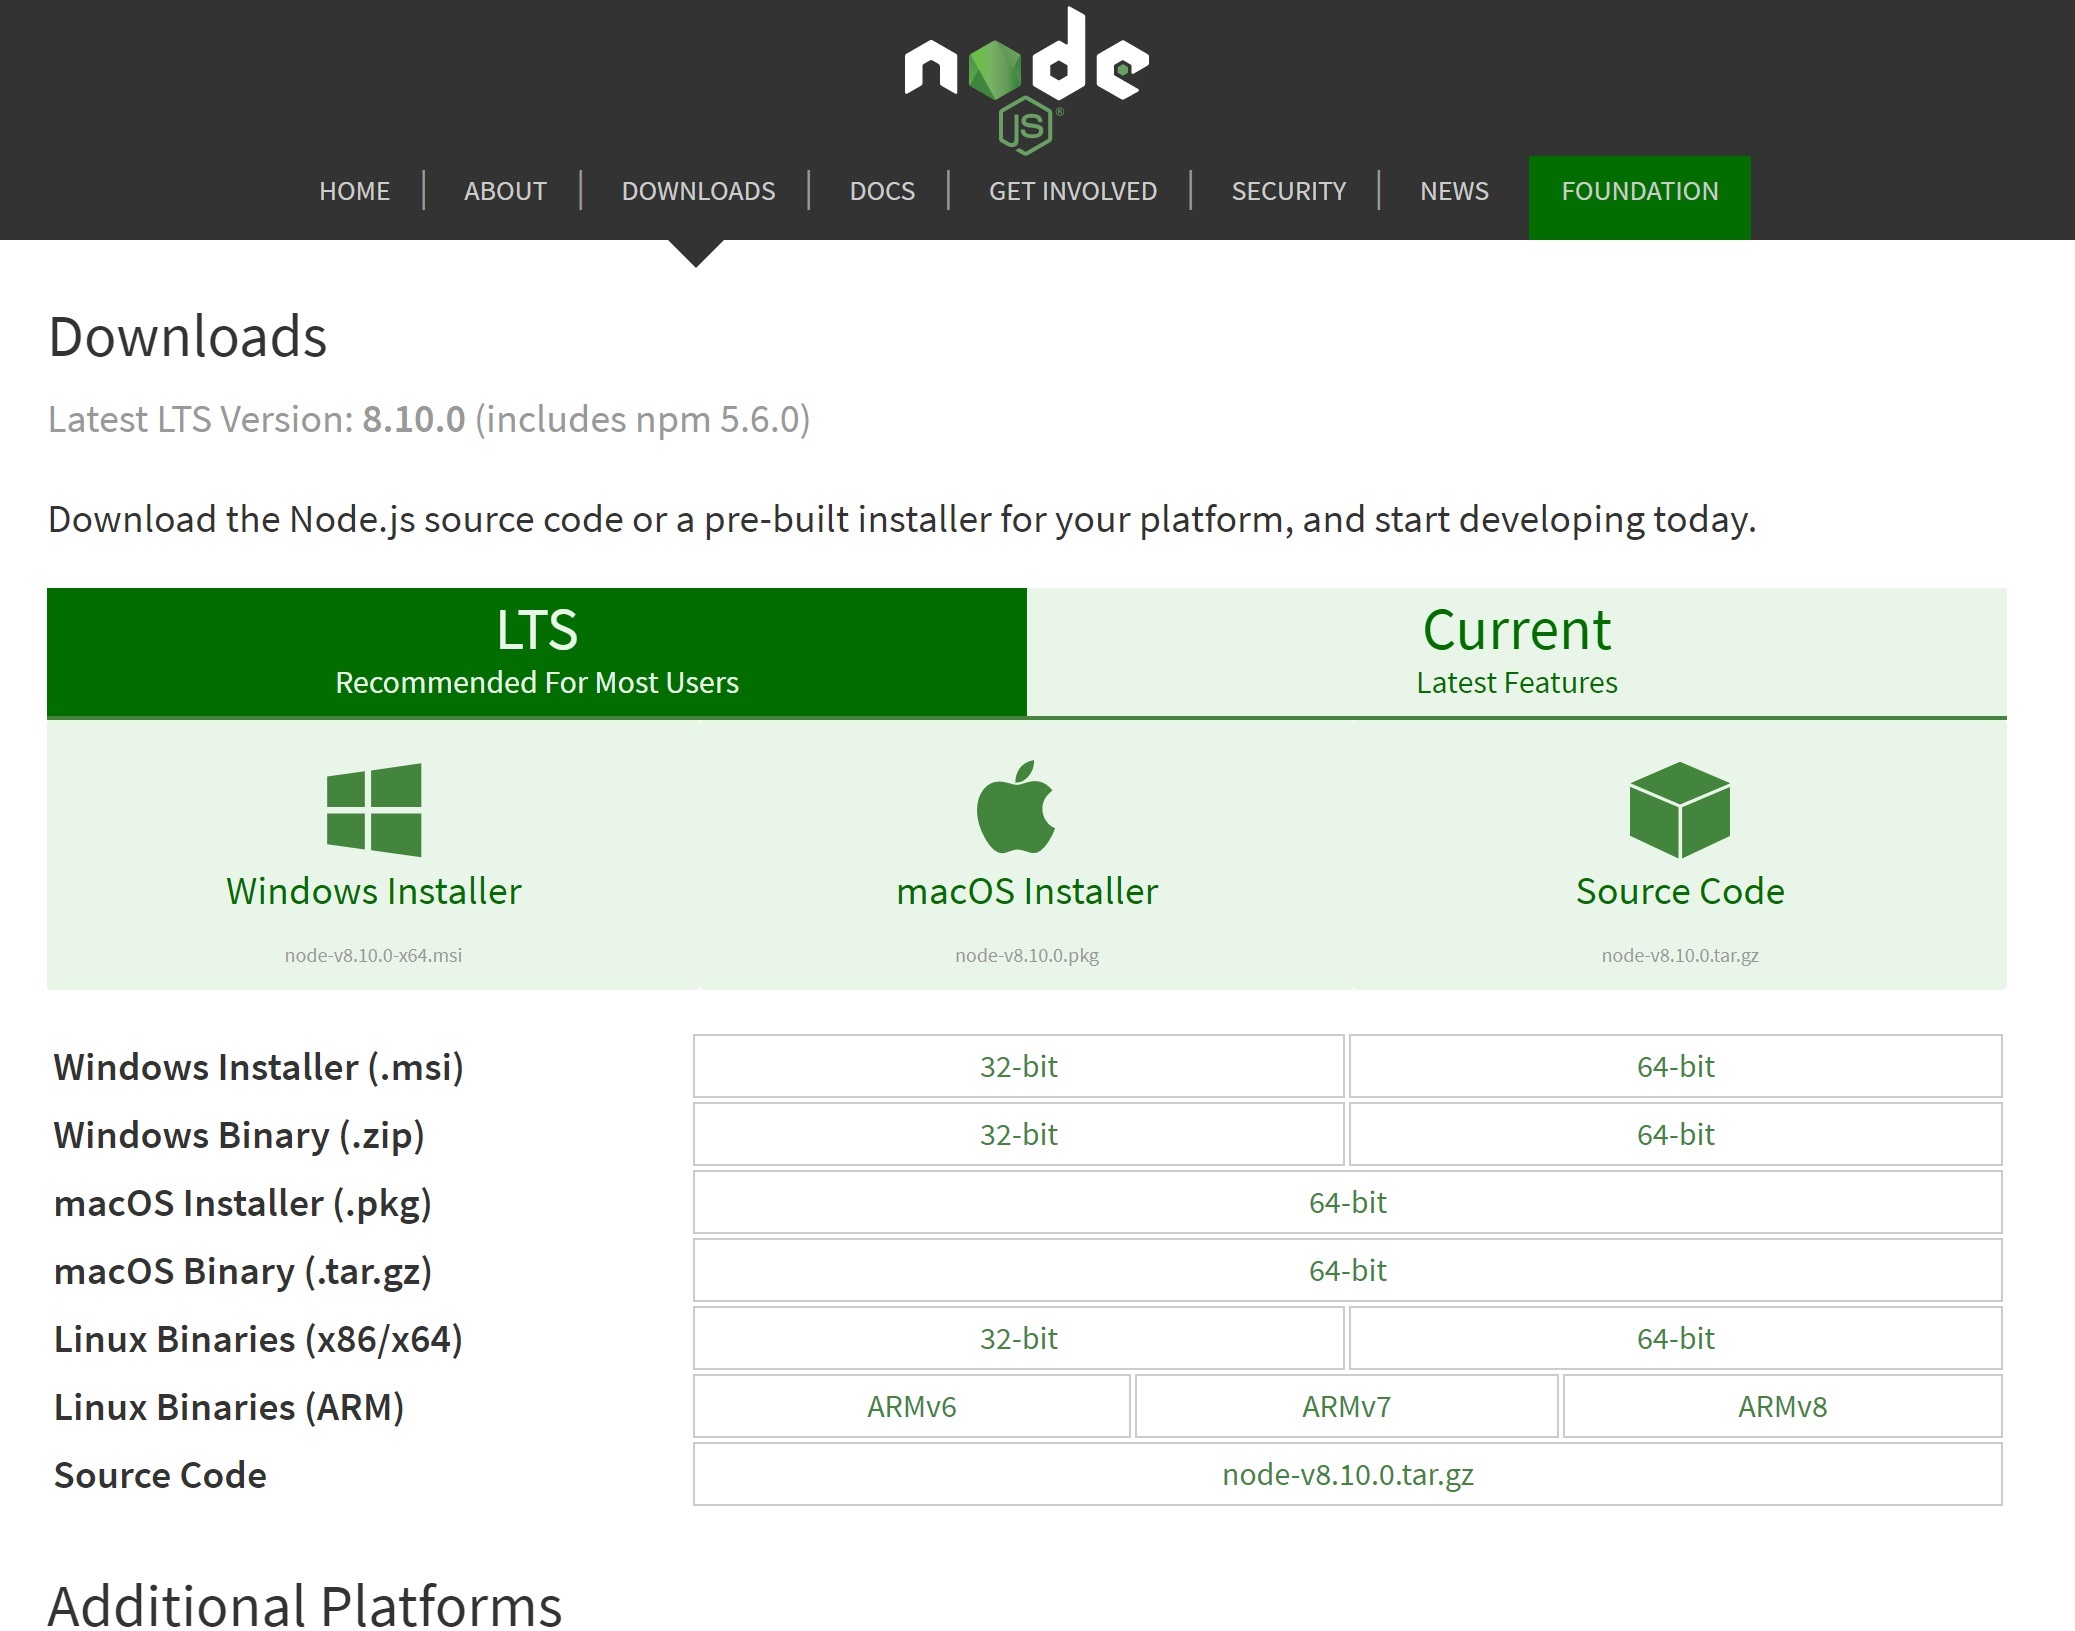 node
JS®
HOME | ABOUT | DOWNLOADS | DOCS | GET INVOLVED | SECURITY | NEWS FOUNDATION
Downloads
Latest LTS Version: 8.10.0 (includes npm 5.6.0)
Download the Node.js source code or a pre-built installer for your platform, and start developing today.
LTS Current
Recommended For Most Users Latest Features
Windows Installer macOS Installer Source Code
node-v8.10.0-x64.msi node-v8.10.0.pkg node-v8.10.0.tar.gz
Windows Installer (.msi) 32-bit 64-bit
Windows Binary (.zip) 32-bit 64-bit
macOS Installer (.pkg) 64-bit
macOS Binary (.tar.gz) 64-bit
Linux Binaries (x86/x64) 32-bit 64-bit
Linux Binaries (ARM) ARMv6 ARMv7 ARMv8
Source Code node-v8.10.0.tar.gz
Additional Platforms